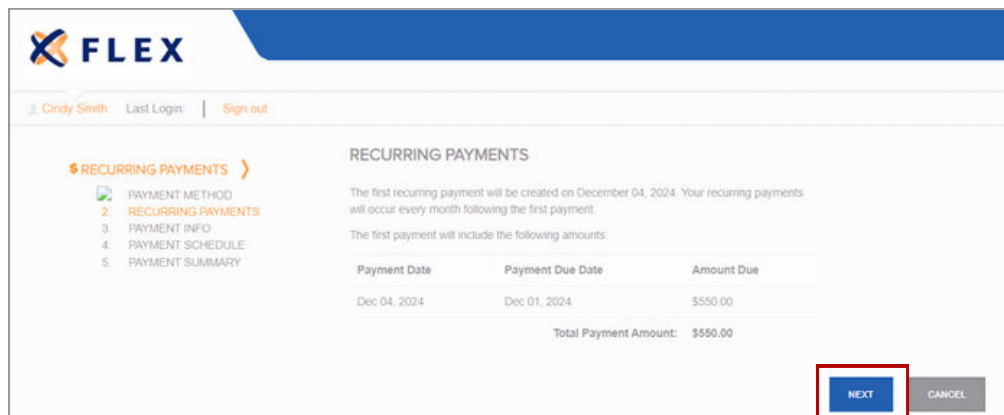 FLEX
Cindy Smith Last Login: | Sign out
$ RECURRING PAYMENTS
PAYMENT METHOD
2. RECURRING PAYMENTS
3. PAYMENT INFO
4. PAYMENT SCHEDULE
5. PAYMENT SUMMARY
RECURRING PAYMENTS
The first recurring payment will be created on December 04, 2024. Your recurring payments
will occur every month following the first payment.
The first payment will include the following amounts:
Payment Date Payment Due Date Amount Due
Dec 04, 2024 Dec 01, 2024 $550.00
Total Payment Amount: $550.00
NEXT CANCEL